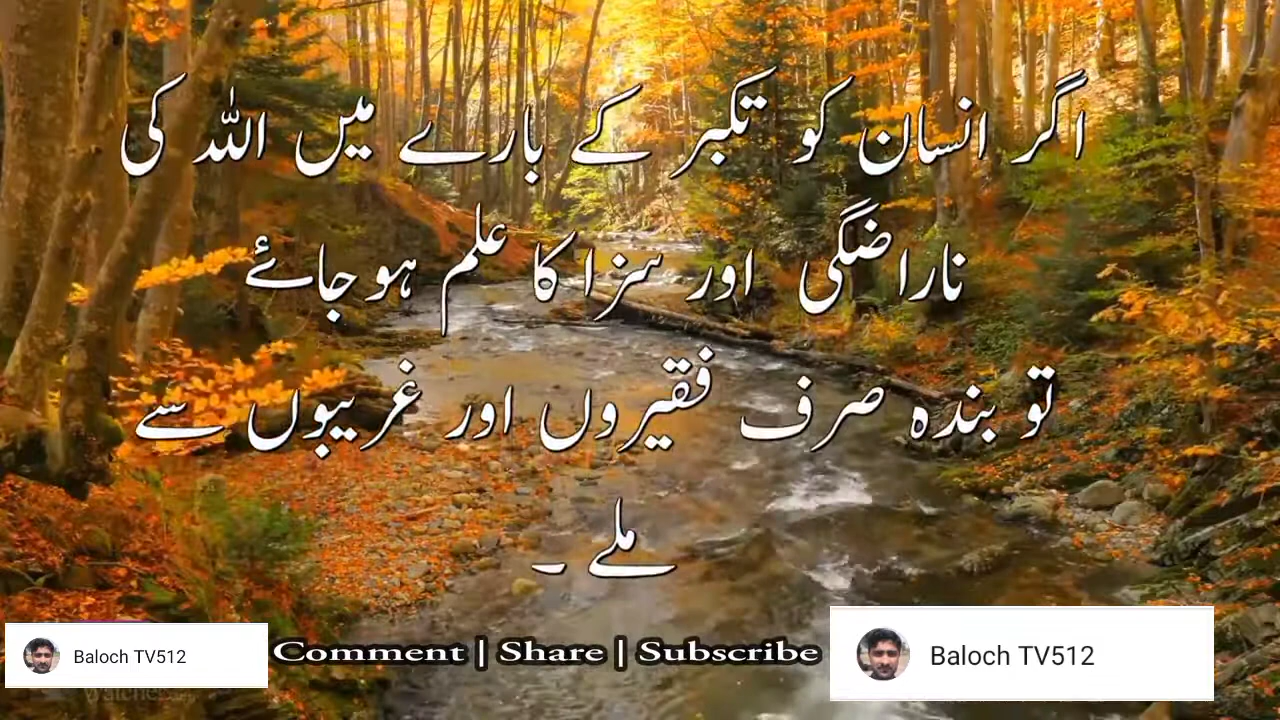 اگر انسان کو تکبر کے بارے میں اللہ کی
ناراضگی اور سزا کا علم ہو جائے
تو بندہ صرف فقیروں اور غریبوں سے
ملے ۔
Baloch TV512
Comment | Share | Subscribe
Baloch TV512